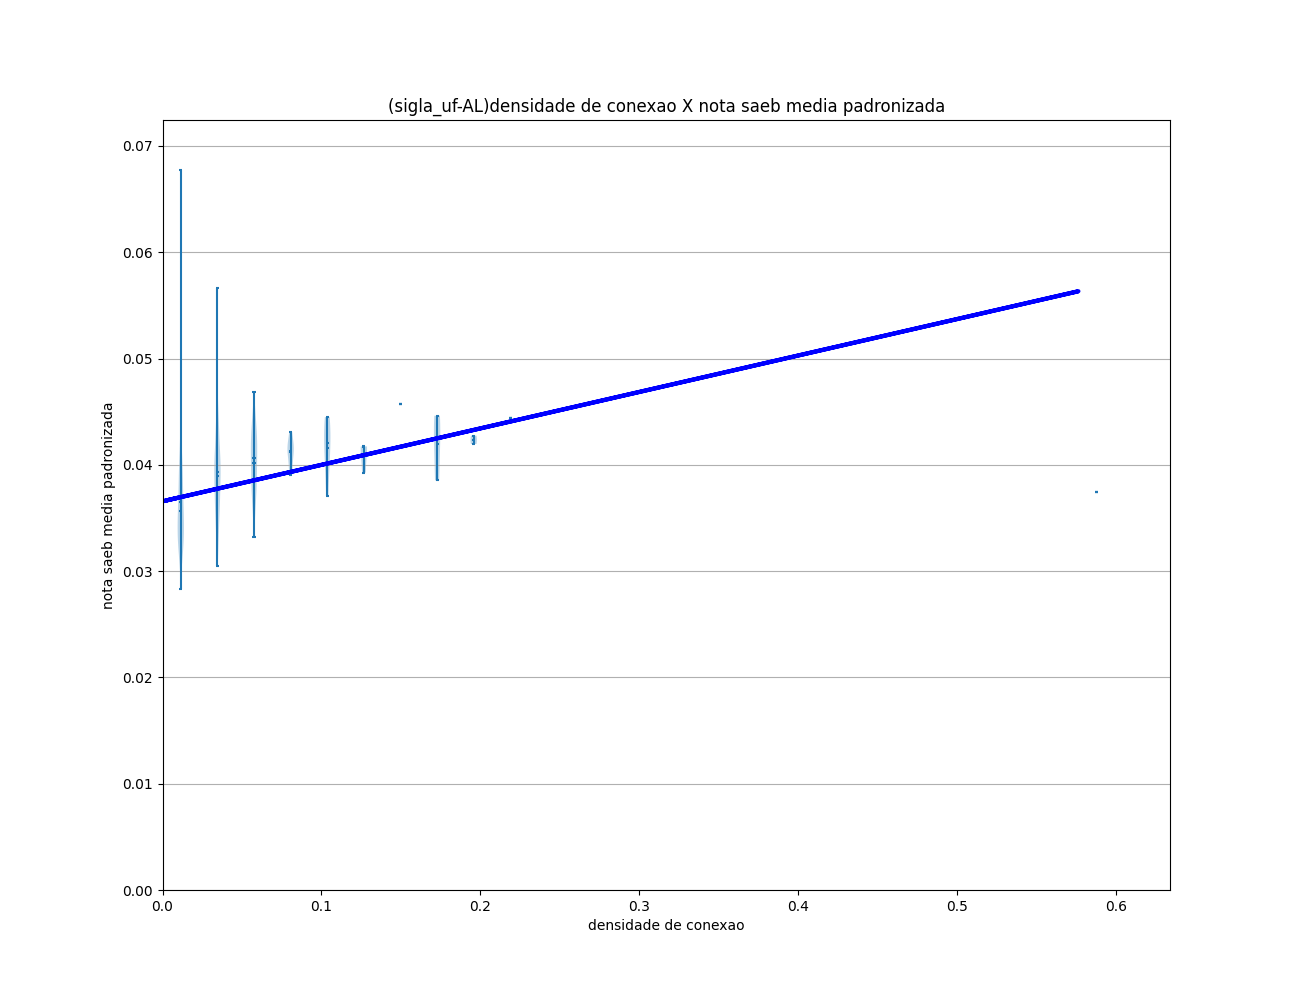 (sigla_uf-AL)densidade de conexao X nota saeb media padronizada
0.07
0.06
0.05
0.04
0.03
0.02
0.01
0.00
nota saeb media padronizada
0.0 0.1 0.2 0.3 0.4 0.5 0.6
densidade de conexao